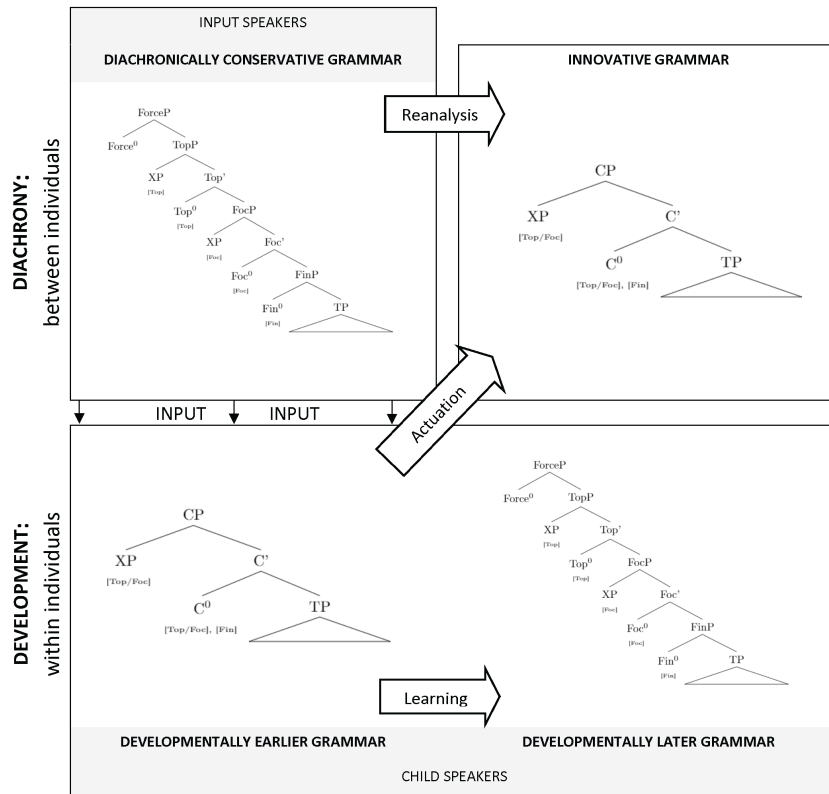 INPUT SPEAKERS
DIACHRONICALLY CONSERVATIVE GRAMMAR
INNOVATIVE GRAMMAR
Reanalysis
DIACHRONY:
between individuals
ForceP
Force⁰ TopP
XP Top'
[Top]
Top⁰ FocP
[Top]
XP Foc'
[Foc]
Foc⁰ FinP
[Foc]
Fin⁰ TP
[Fin]
CP
XP C'
[Top/Foc]
C⁰ TP
[Top/Foc], [Fin]
INPUT INPUT
Actuation
DEVELOPMENT:
within individuals
CP
XP C'
[Top/Foc]
C⁰ TP
[Top/Foc], [Fin]
ForceP
Force⁰ TopP
XP Top'
[Top]
Top⁰ FocP
[Top]
XP Foc'
[Foc]
Foc⁰ FinP
[Foc]
Fin⁰ TP
[Fin]
Learning
DEVELOPMENTALLY EARLIER GRAMMAR
DEVELOPMENTALLY LATER GRAMMAR
CHILD SPEAKERS